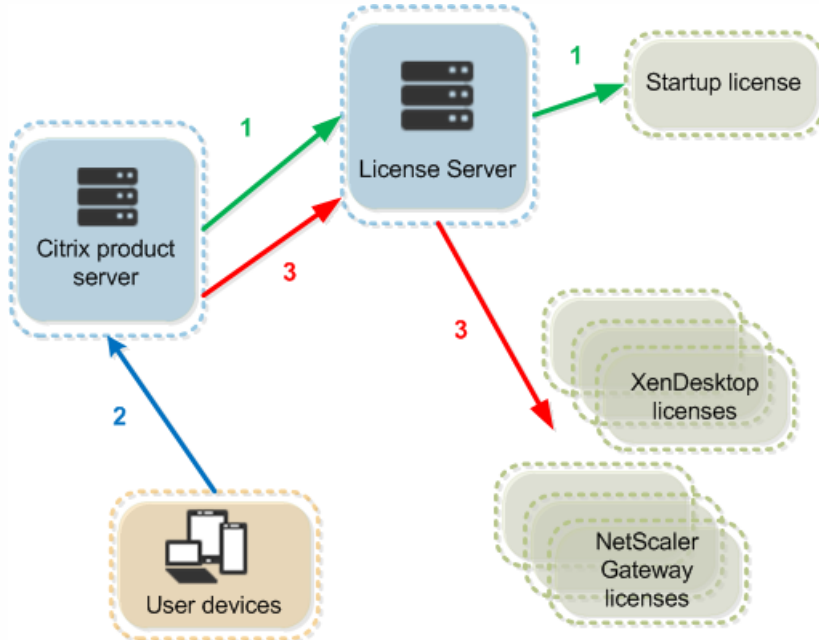 1
Startup license
License Server
1
Citrix product
server
3
3
XenDesktop
licenses
2
NetScaler
Gateway
licenses
User devices